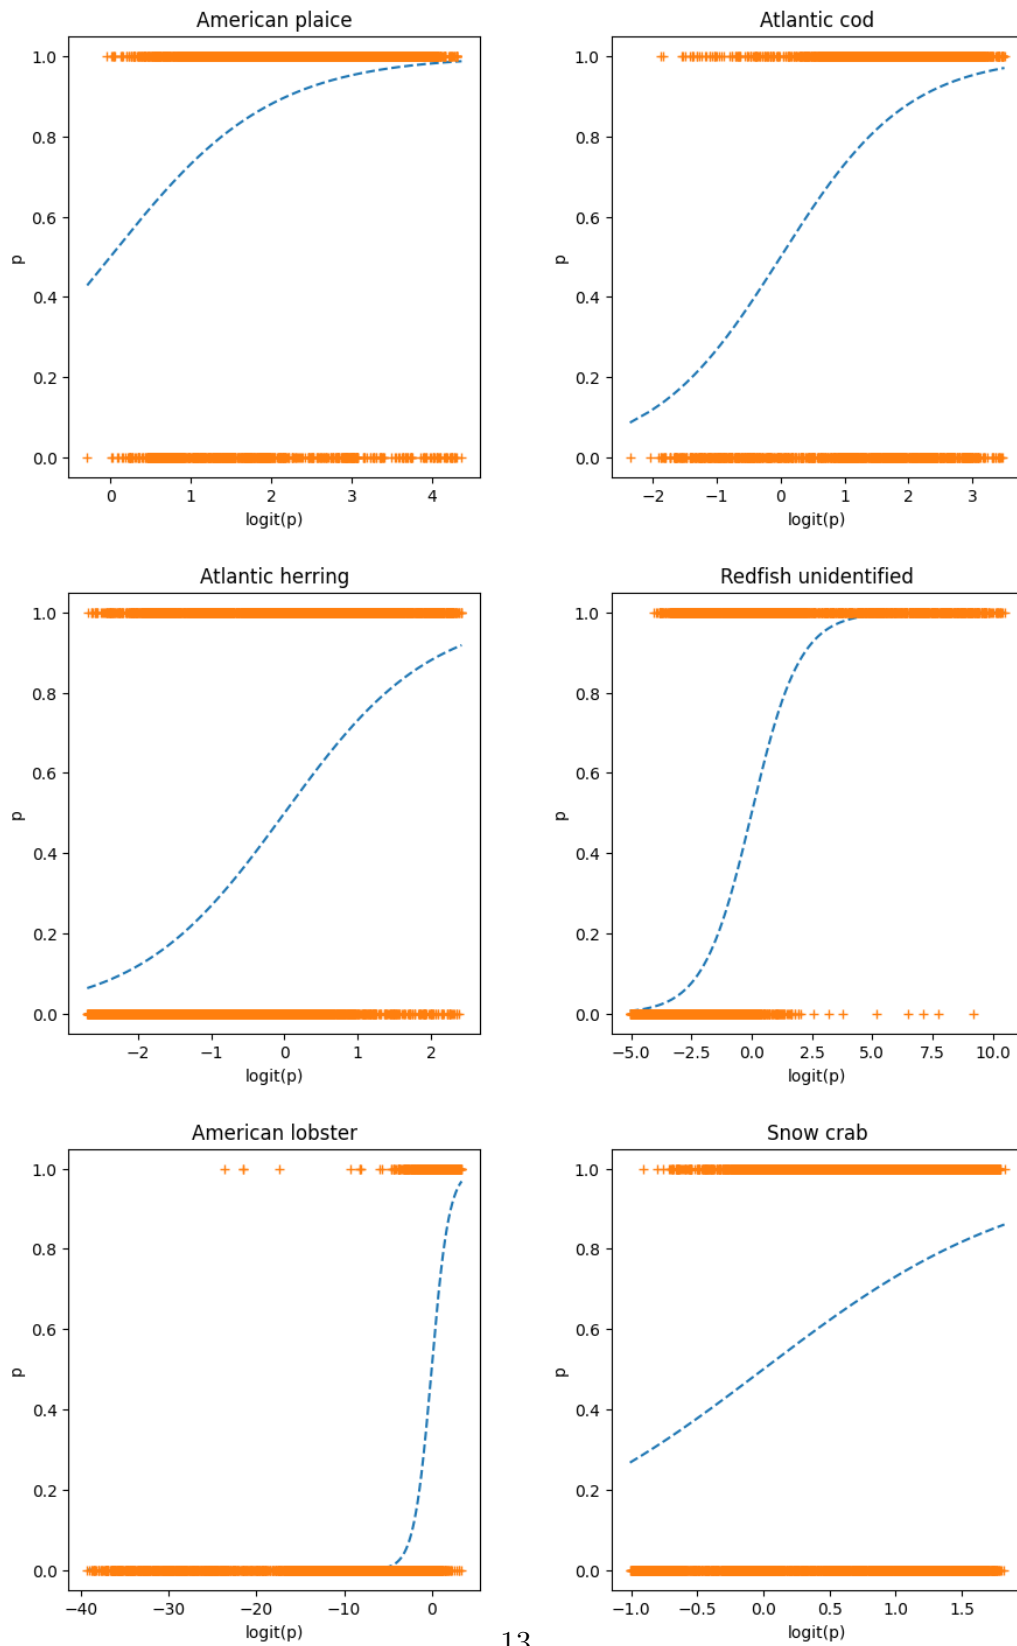 American plaice
1.0
0.8
0.6
0.4
0.2
0.0
p
0 1 2 3 4
logit(p)
Atlantic cod
1.0
0.8
0.6
0.4
0.2
0.0
p
−2 −1 0 1 2 3
logit(p)
Atlantic herring
1.0
0.8
0.6
0.4
0.2
0.0
p
−2 −1 0 1 2
logit(p)
Redfish unidentified
1.0
0.8
0.6
0.4
0.2
0.0
p
−5.0 −2.5 0.0 2.5 5.0 7.5 10.0
logit(p)
American lobster
1.0
0.8
0.6
0.4
0.2
0.0
p
−40 −30 −20 −10 0
logit(p)
Snow crab
1.0
0.8
0.6
0.4
0.2
0.0
p
−1.0 −0.5 0.0 0.5 1.0 1.5
logit(p)
13